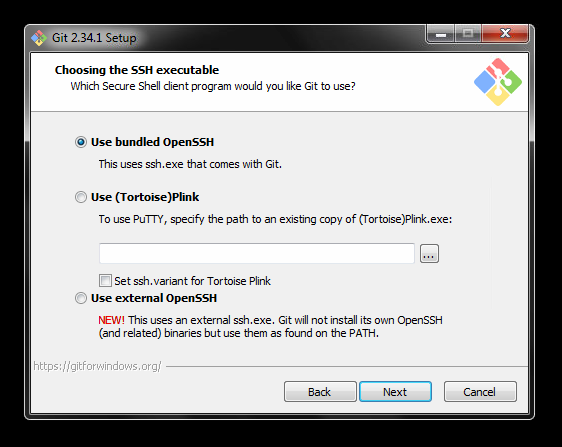 Git 2.34.1 Setup
Choosing the SSH executable
Which Secure Shell client program would you like Git to use?
Use bundled OpenSSH
This uses ssh.exe that comes with Git.
Use (Tortoise)Plink
To use PuTTY, specify the path to an existing copy of (Tortoise)Plink.exe:
...
Set ssh.variant for Tortoise Plink
Use external OpenSSH
NEW! This uses an external ssh.exe. Git will not install its own OpenSSH
(and related) binaries but use them as found on the PATH.
https://gitforwindows.org/
Back Next Cancel